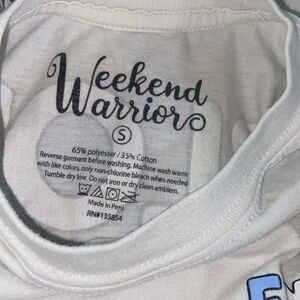 Weekend
Warrior
S
65% polyester / 35% Cotton
Reverse garment before washing. Machine wash warm
with like colors, only non-chlorine bleach when needed
Tumble dry low. Do not iron or dry clean emblem.
Made in Peru
RN#135854
E